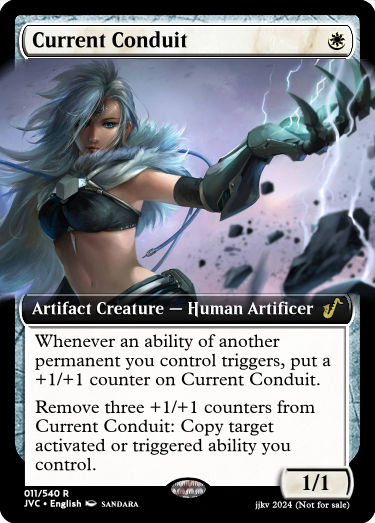 Current Conduit
Artifact Creature — Human Artificer
Whenever an ability of another
permanent you control triggers, put a
+1/+1 counter on Current Conduit.
Remove three +1/+1 counters from
Current Conduit: Copy target
activated or triggered ability you
control.
1/1
011/540 R
JVC • English SANDARA
jjkv 2024 (Not for sale)